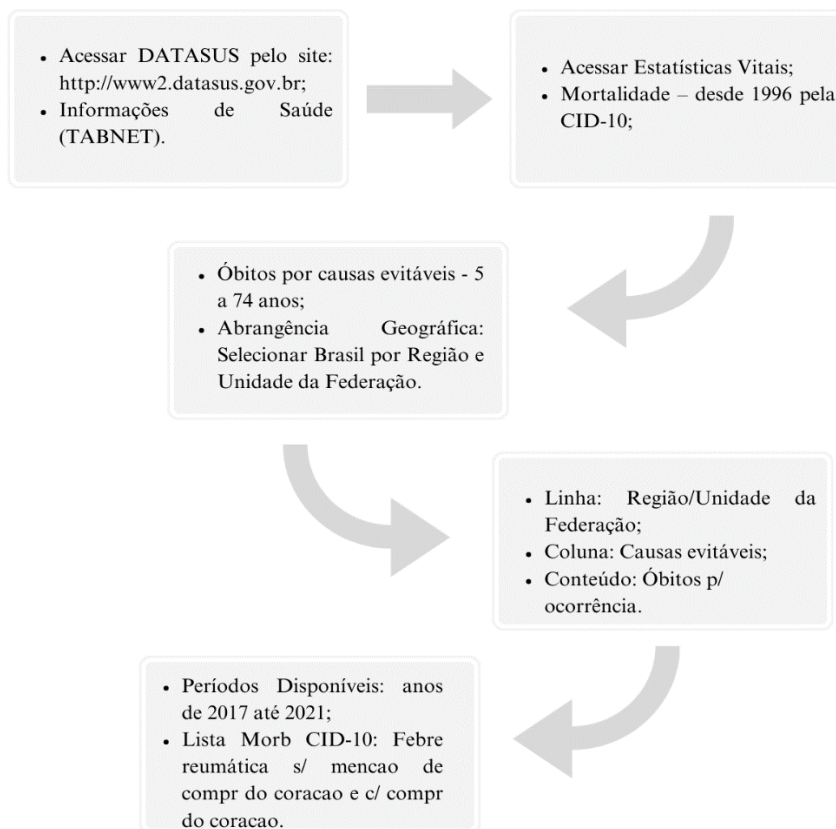 • Acessar DATASUS pelo site:
http://www2.datasus.gov.br;
• Informações de Saúde
(TABNET).
• Acessar Estatísticas Vitais;
• Mortalidade – desde 1996 pela
CID-10;
• Óbitos por causas evitáveis - 5
a 74 anos;
• Abrangência Geográfica:
Selecionar Brasil por Região e
Unidade da Federação.
• Linha: Região/Unidade da
Federação;
• Coluna: Causas evitáveis;
• Conteúdo: Óbitos p/
ocorrência.
• Períodos Disponíveis: anos
de 2017 até 2021;
• Lista Morb CID-10: Febre
reumática s/ mencao de
compr do coracao e c/ compr
do coracao.